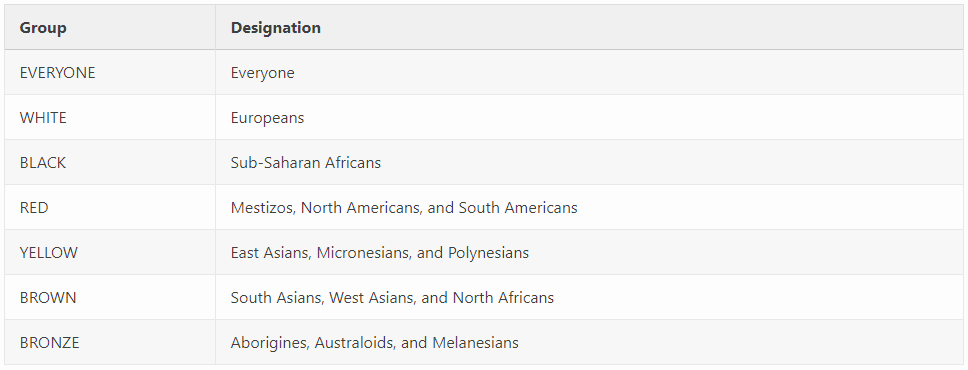 Group Designation
EVERYONE Everyone
WHITE Europeans
BLACK Sub-Saharan Africans
RED Mestizos, North Americans, and South Americans
YELLOW East Asians, Micronesians, and Polynesians
BROWN South Asians, West Asians, and North Africans
BRONZE Aborigines, Australoids, and Melanesians